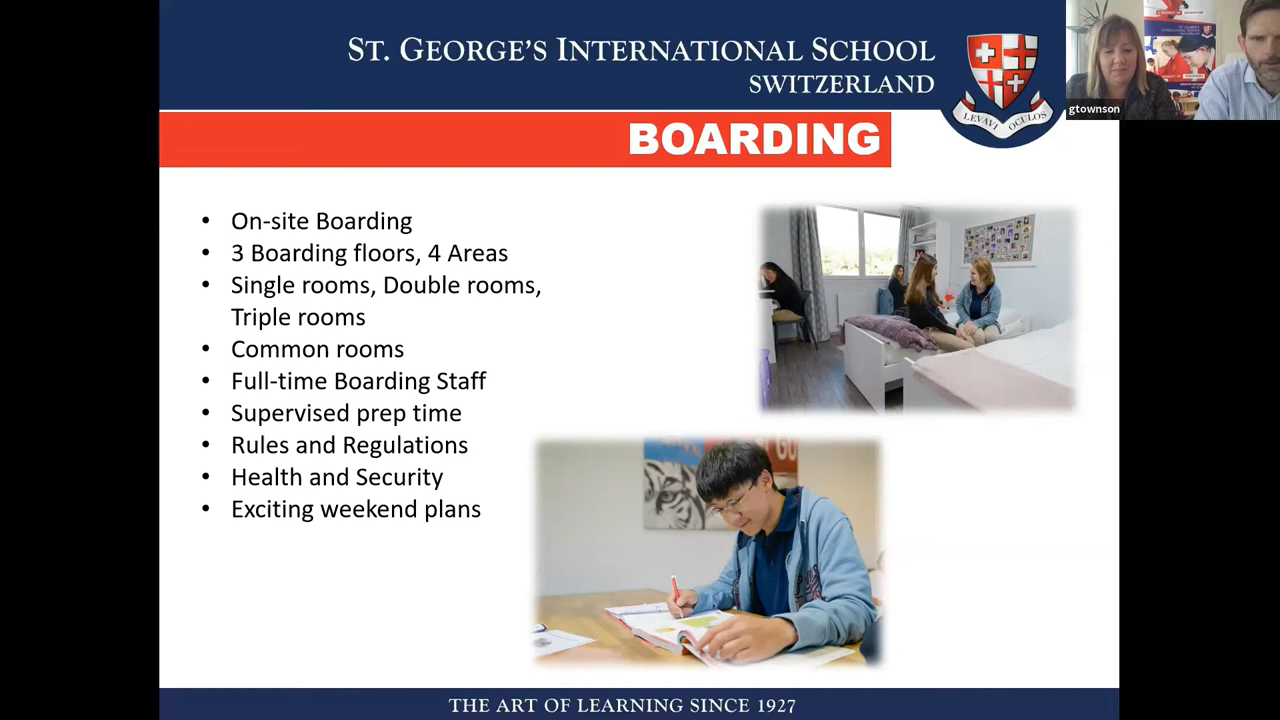 ST. GEORGE'S INTERNATIONAL SCHOOL
SWITZERLAND
LEVAVI OCULOS
gtownson
BOARDING
• On-site Boarding
• 3 Boarding floors, 4 Areas
• Single rooms, Double rooms,
Triple rooms
• Common rooms
• Full-time Boarding Staff
• Supervised prep time
• Rules and Regulations
• Health and Security
• Exciting weekend plans
THE ART OF LEARNING SINCE 1927